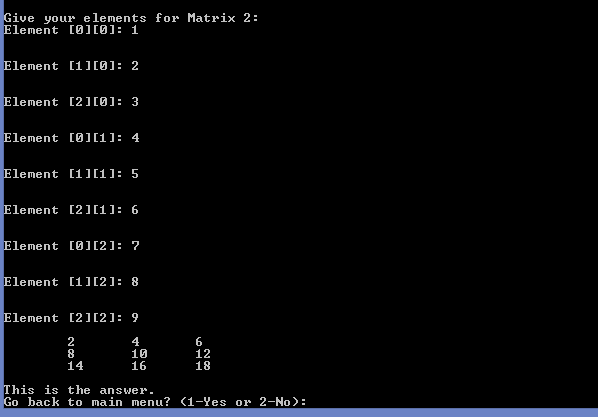 Give your elements for Matrix 2:
Element [0][0]: 1
Element [1][0]: 2
Element [2][0]: 3
Element [0][1]: 4
Element [1][1]: 5
Element [2][1]: 6
Element [0][2]: 7
Element [1][2]: 8
Element [2][2]: 9
2 4 6
8 10 12
14 16 18
This is the answer.
Go back to main menu? (1-Yes or 2-No):